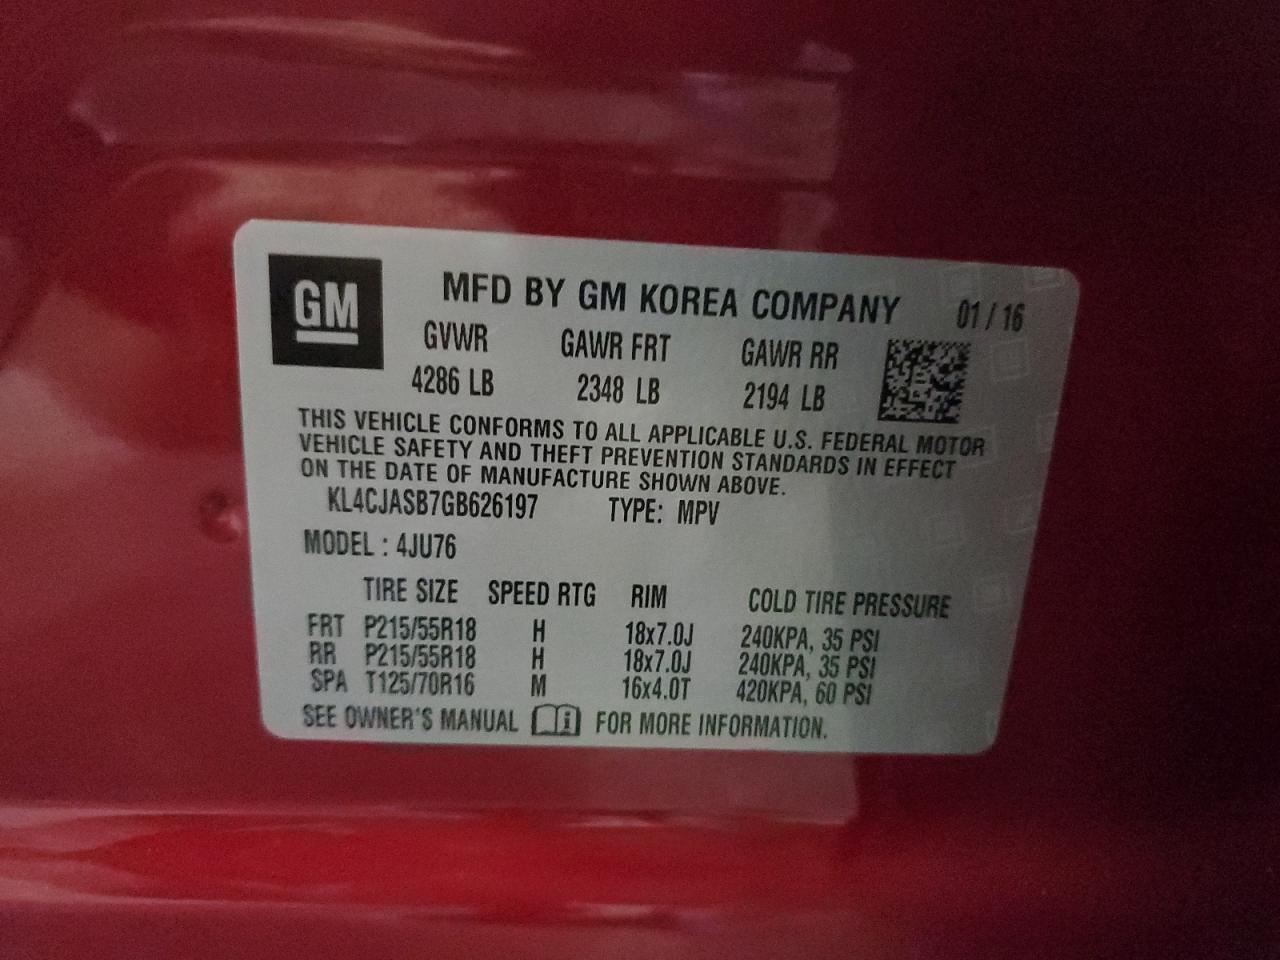 GM
MFD BY GM KOREA COMPANY 01 / 16
GVWR GAWR FRT GAWR RR
4286 LB 2348 LB 2194 LB
THIS VEHICLE CONFORMS TO ALL APPLICABLE U.S. FEDERAL MOTOR
VEHICLE SAFETY AND THEFT PREVENTION STANDARDS IN EFFECT
ON THE DATE OF MANUFACTURE SHOWN ABOVE.
KL4CJASB7GB626197 TYPE: MPV
MODEL : 4JU76
TIRE SIZE SPEED RTG RIM COLD TIRE PRESSURE
FRT P215/55R18 H 18x7.0J 240KPA, 35 PSI
RR P215/55R18 H 18x7.0J 240KPA, 35 PSI
SPA T125/70R16 M 16x4.0T 420KPA, 60 PSI
SEE OWNER'S MANUAL FOR MORE INFORMATION.